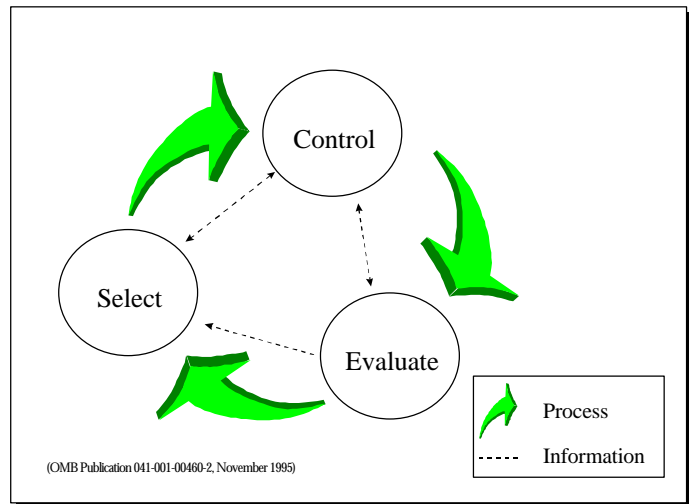 Control
Select
Evaluate
Process
Information
(OMB Publication 041-001-00460-2, November 1995)